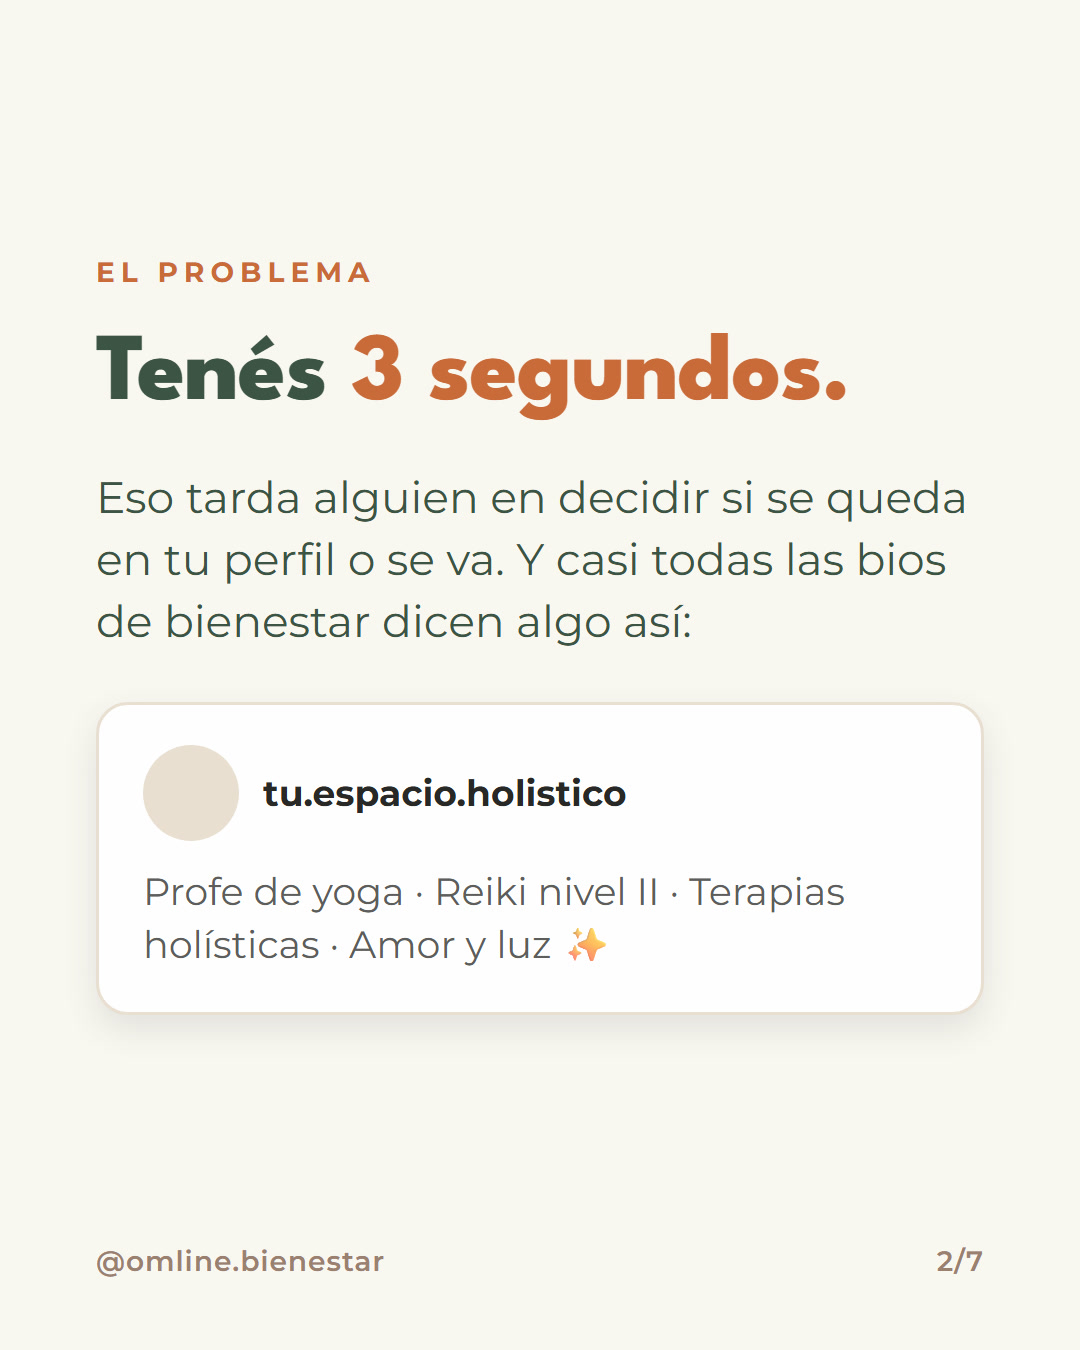 EL PROBLEMA
Tenés 3 segundos.
Eso tarda alguien en decidir si se queda
en tu perfil o se va. Y casi todas las bios
de bienestar dicen algo así:
tu.espacio.holistico
Profe de yoga · Reiki nivel II · Terapias
holísticas · Amor y luz ✨
@omline.bienestar
2/7